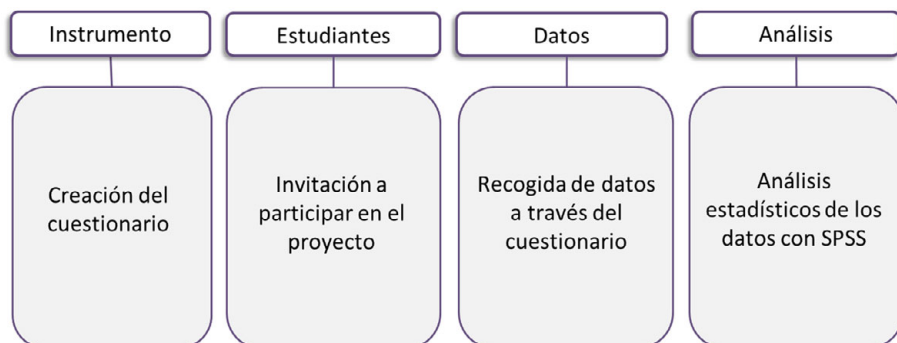 Instrumento
Estudiantes
Datos
Análisis
Creación del
cuestionario
Invitación a
participar en el
proyecto
Recogida de datos
a través del
cuestionario
Análisis
estadísticos de los
datos con SPSS